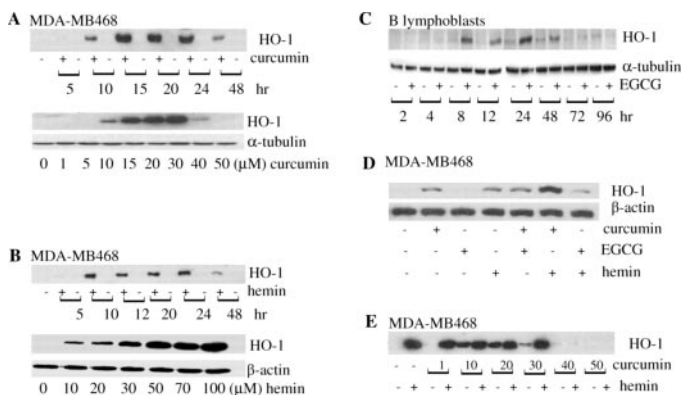 A MDA-MB468
HO-1
- + - + - + - + - + - + - curcumin
5 10 15 20 24 48
hr
HO-1
α-tubulin
0 1 5 10 15 20 30 40 50 (μM) curcumin
B MDA-MB468
HO-1
- + - + - + - + - + - + - hemin
5 10 12 20 24 48
hr
HO-1
β-actin
0 10 20 30 50 70 100 (μM) hemin
C B lymphoblasts
HO-1
α-tubulin
- + - + - + - + - + - + - + - + EGCG
2 4 8 12 24 48 72 96 hr
D MDA-MB468
HO-1
β-actin
- + - - + + - curcumin
- - + - + - + EGCG
- - - + - + + hemin
E MDA-MB468
HO-1
1 10 20 30 40 50 curcumin
- + - + - + - + - + - + - + hemin